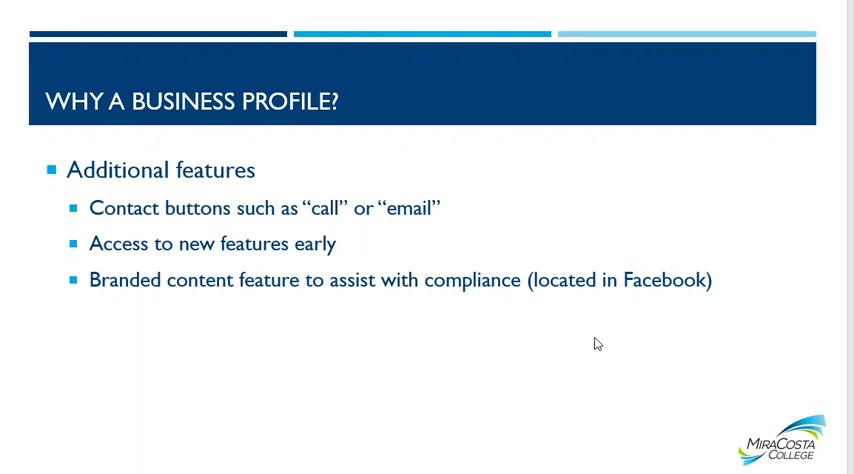 WHY A BUSINESS PROFILE?
Additional features
Contact buttons such as “call” or “email”
Access to new features early
Branded content feature to assist with compliance (located in Facebook)
MIRACOSTA
COLLEGE